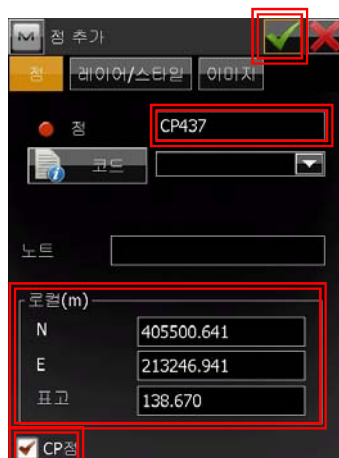 점 추가
점 레이어/스타일 이미지
점 CP437
코드
노트
로컬(m)
N 405500.641
E 213246.941
표고 138.670
CP점